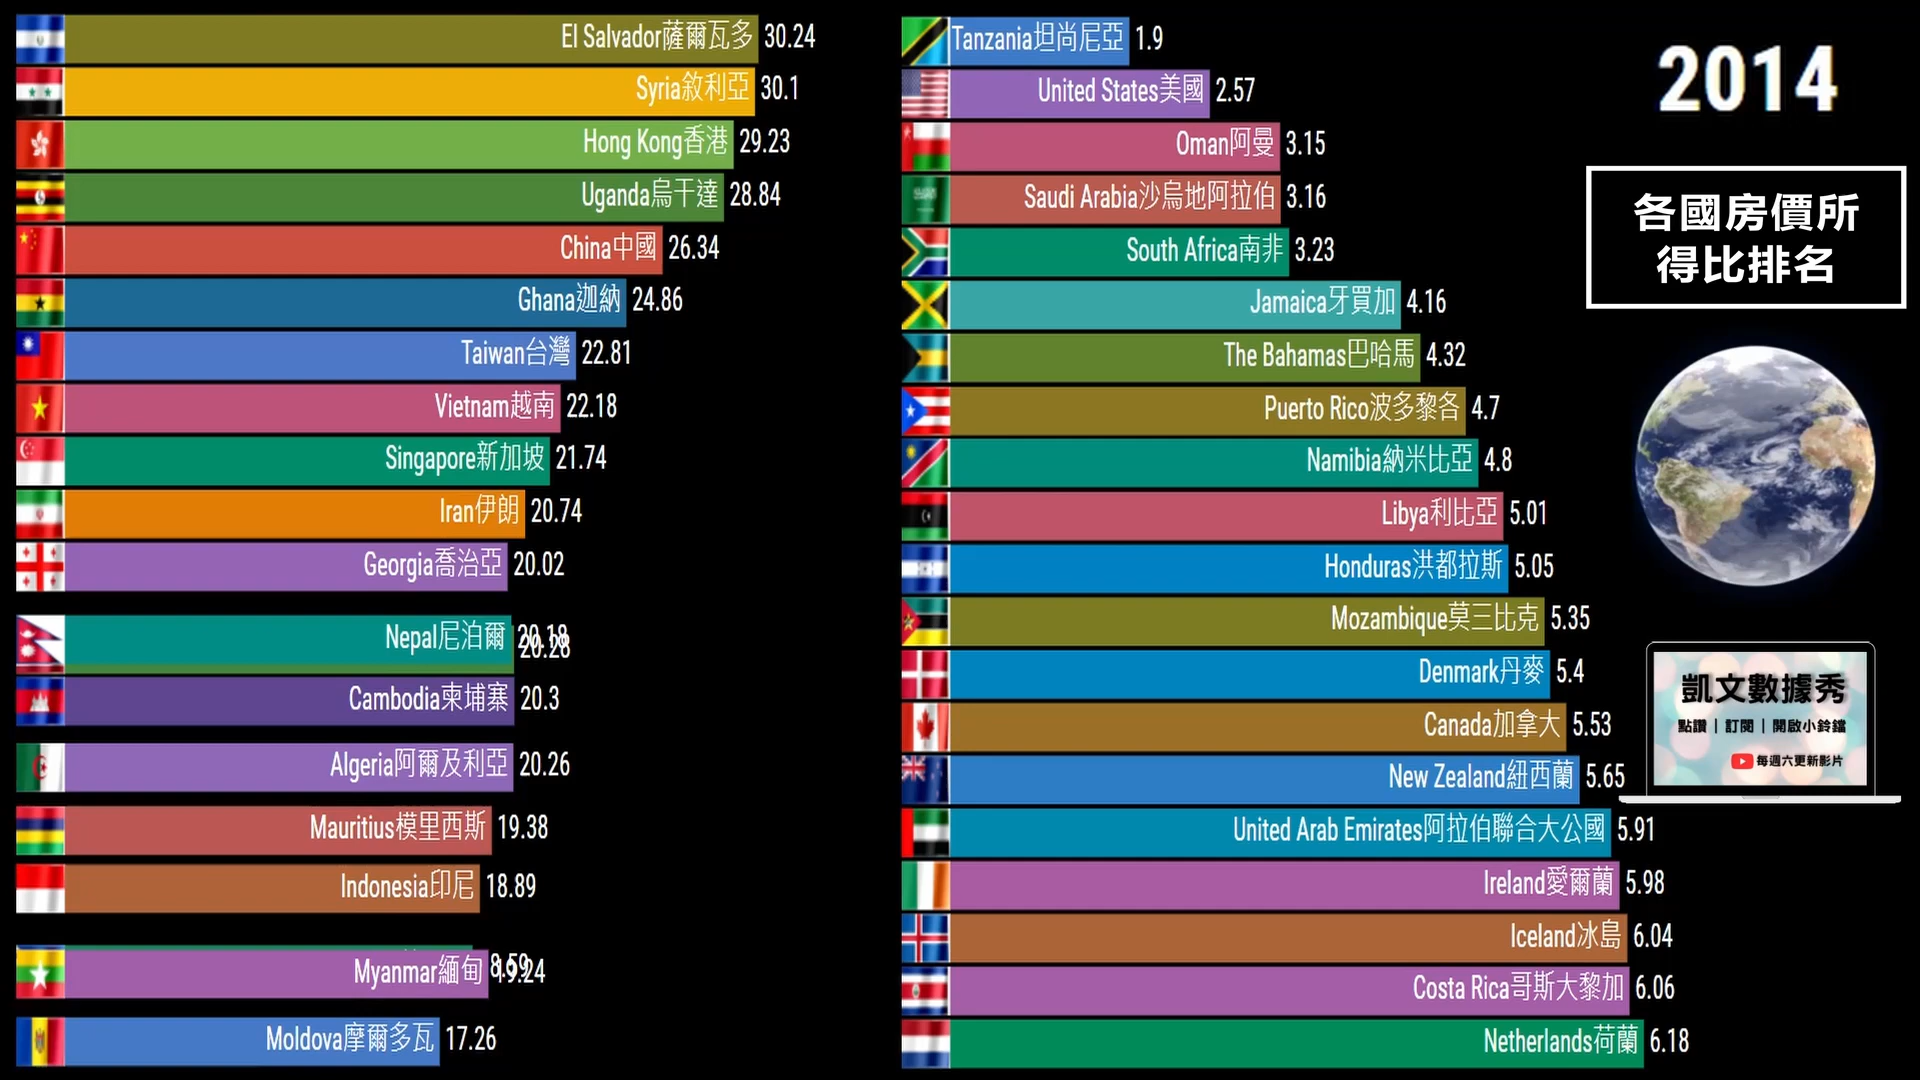 El Salvador薩爾瓦多 30.24
Syria敘利亞 30.1
Hong Kong香港 29.23
Uganda烏干達 28.84
China中國 26.34
Ghana迦納 24.86
Taiwan台灣 22.81
Vietnam越南 22.18
Singapore新加坡 21.74
Iran伊朗 20.74
Georgia喬治亞 20.02
Nepal尼泊爾 20.18
20.28
Cambodia柬埔寨 20.3
Algeria阿爾及利亞 20.26
Mauritius模里西斯 19.38
Indonesia印尼 18.89
Myanmar緬甸 19.24
Moldova摩爾多瓦 17.26
Tanzania坦尚尼亞 1.9
United States美國 2.57
Oman阿曼 3.15
Saudi Arabia沙烏地阿拉伯 3.16
South Africa南非 3.23
Jamaica牙買加 4.16
The Bahamas巴哈馬 4.32
Puerto Rico波多黎各 4.7
Namibia納米比亞 4.8
Libya利比亞 5.01
Honduras洪都拉斯 5.05
Mozambique莫三比克 5.35
Denmark丹麥 5.4
Canada加拿大 5.53
New Zealand紐西蘭 5.65
United Arab Emirates阿拉伯聯合大公國 5.91
Ireland愛爾蘭 5.98
Iceland冰島 6.04
Costa Rica哥斯大黎加 6.06
Netherlands荷蘭 6.18
2014
各國房價所
得比排名
凱文數據秀
點讚 | 訂閱 | 開啟小鈴鐺
每週六更新影片